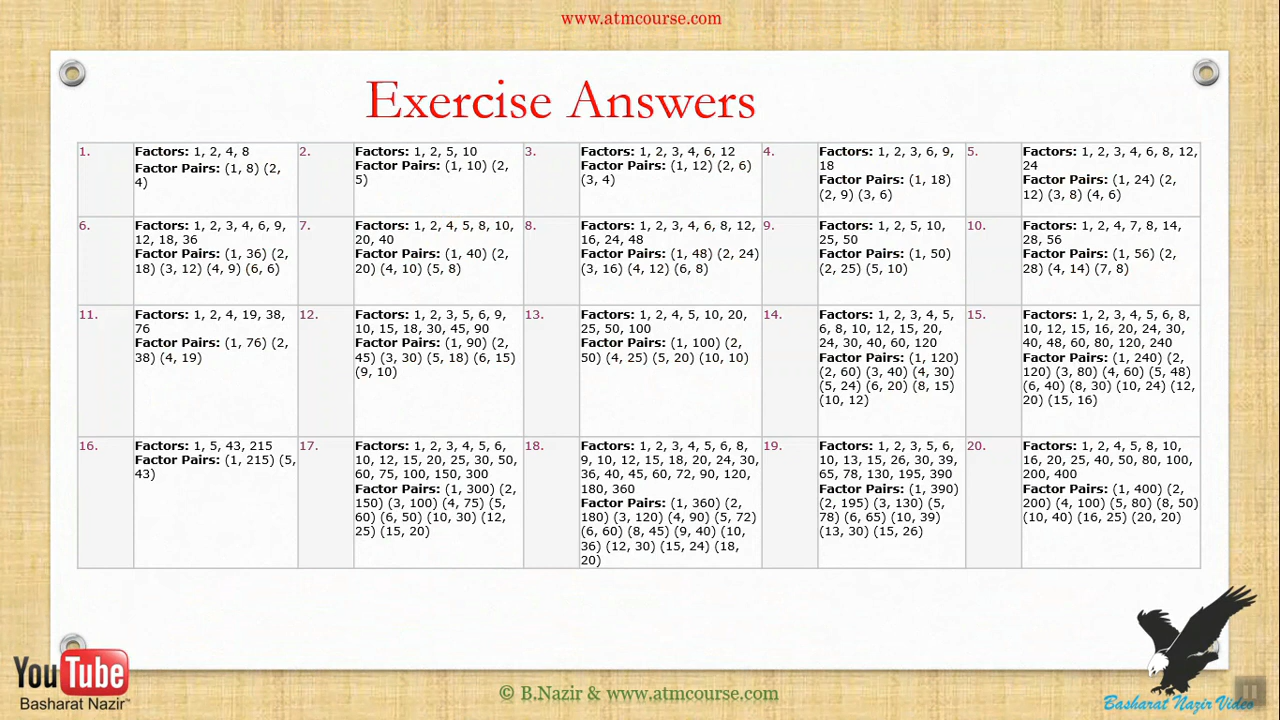 www.atmcourse.com
Exercise Answers
1.
Factors: 1, 2, 4, 8
Factor Pairs: (1, 8) (2,
4)
2.
Factors: 1, 2, 5, 10
Factor Pairs: (1, 10) (2,
5)
3.
Factors: 1, 2, 3, 4, 6, 12
Factor Pairs: (1, 12) (2, 6)
(3, 4)
4.
Factors: 1, 2, 3, 6, 9,
18
Factor Pairs: (1, 18)
(2, 9) (3, 6)
5.
Factors: 1, 2, 3, 4, 6, 8, 12,
24
Factor Pairs: (1, 24) (2,
12) (3, 8) (4, 6)
6.
Factors: 1, 2, 3, 4, 6, 9,
12, 18, 36
Factor Pairs: (1, 36) (2,
18) (3, 12) (4, 9) (6, 6)
7.
Factors: 1, 2, 4, 5, 8, 10,
20, 40
Factor Pairs: (1, 40) (2,
20) (4, 10) (5, 8)
8.
Factors: 1, 2, 3, 4, 6, 8, 12,
16, 24, 48
Factor Pairs: (1, 48) (2, 24)
(3, 16) (4, 12) (6, 8)
9.
Factors: 1, 2, 5, 10,
25, 50
Factor Pairs: (1, 50)
(2, 25) (5, 10)
10.
Factors: 1, 2, 4, 7, 8, 14,
28, 56
Factor Pairs: (1, 56) (2,
28) (4, 14) (7, 8)
11.
Factors: 1, 2, 4, 19, 38,
76
Factor Pairs: (1, 76) (2,
38) (4, 19)
12.
Factors: 1, 2, 3, 5, 6, 9,
10, 15, 18, 30, 45, 90
Factor Pairs: (1, 90) (2,
45) (3, 30) (5, 18) (6, 15)
(9, 10)
13.
Factors: 1, 2, 4, 5, 10, 20,
25, 50, 100
Factor Pairs: (1, 100) (2,
50) (4, 25) (5, 20) (10, 10)
14.
Factors: 1, 2, 3, 4, 5,
6, 8, 10, 12, 15, 20,
24, 30, 40, 60, 120
Factor Pairs: (1, 120)
(2, 60) (3, 40) (4, 30)
(5, 24) (6, 20) (8, 15)
(10, 12)
15.
Factors: 1, 2, 3, 4, 5, 6, 8,
10, 12, 15, 16, 20, 24, 30,
40, 48, 60, 80, 120, 240
Factor Pairs: (1, 240) (2,
120) (3, 80) (4, 60) (5, 48)
(6, 40) (8, 30) (10, 24) (12,
20) (15, 16)
16.
Factors: 1, 5, 43, 215
Factor Pairs: (1, 215) (5,
43)
17.
Factors: 1, 2, 3, 4, 5, 6,
10, 12, 15, 20, 25, 30, 50,
60, 75, 100, 150, 300
Factor Pairs: (1, 300) (2,
150) (3, 100) (4, 75) (5,
60) (6, 50) (10, 30) (12,
25) (15, 20)
18.
Factors: 1, 2, 3, 4, 5, 6, 8,
9, 10, 12, 15, 18, 20, 24, 30,
36, 40, 45, 60, 72, 90, 120,
180, 360
Factor Pairs: (1, 360) (2,
180) (3, 120) (4, 90) (5, 72)
(6, 60) (8, 45) (9, 40) (10,
36) (12, 30) (15, 24) (18,
20)
19.
Factors: 1, 2, 3, 5, 6,
10, 13, 15, 26, 30, 39,
65, 78, 130, 195, 390
Factor Pairs: (1, 390)
(2, 195) (3, 130) (5,
78) (6, 65) (10, 39)
(13, 30) (15, 26)
20.
Factors: 1, 2, 4, 5, 8, 10,
16, 20, 25, 40, 50, 80, 100,
200, 400
Factor Pairs: (1, 400) (2,
200) (4, 100) (5, 80) (8, 50)
(10, 40) (16, 25) (20, 20)
YouTube
Basharat Nazir™
© B.Nazir & www.atmcourse.com
Basharat Nazir Video